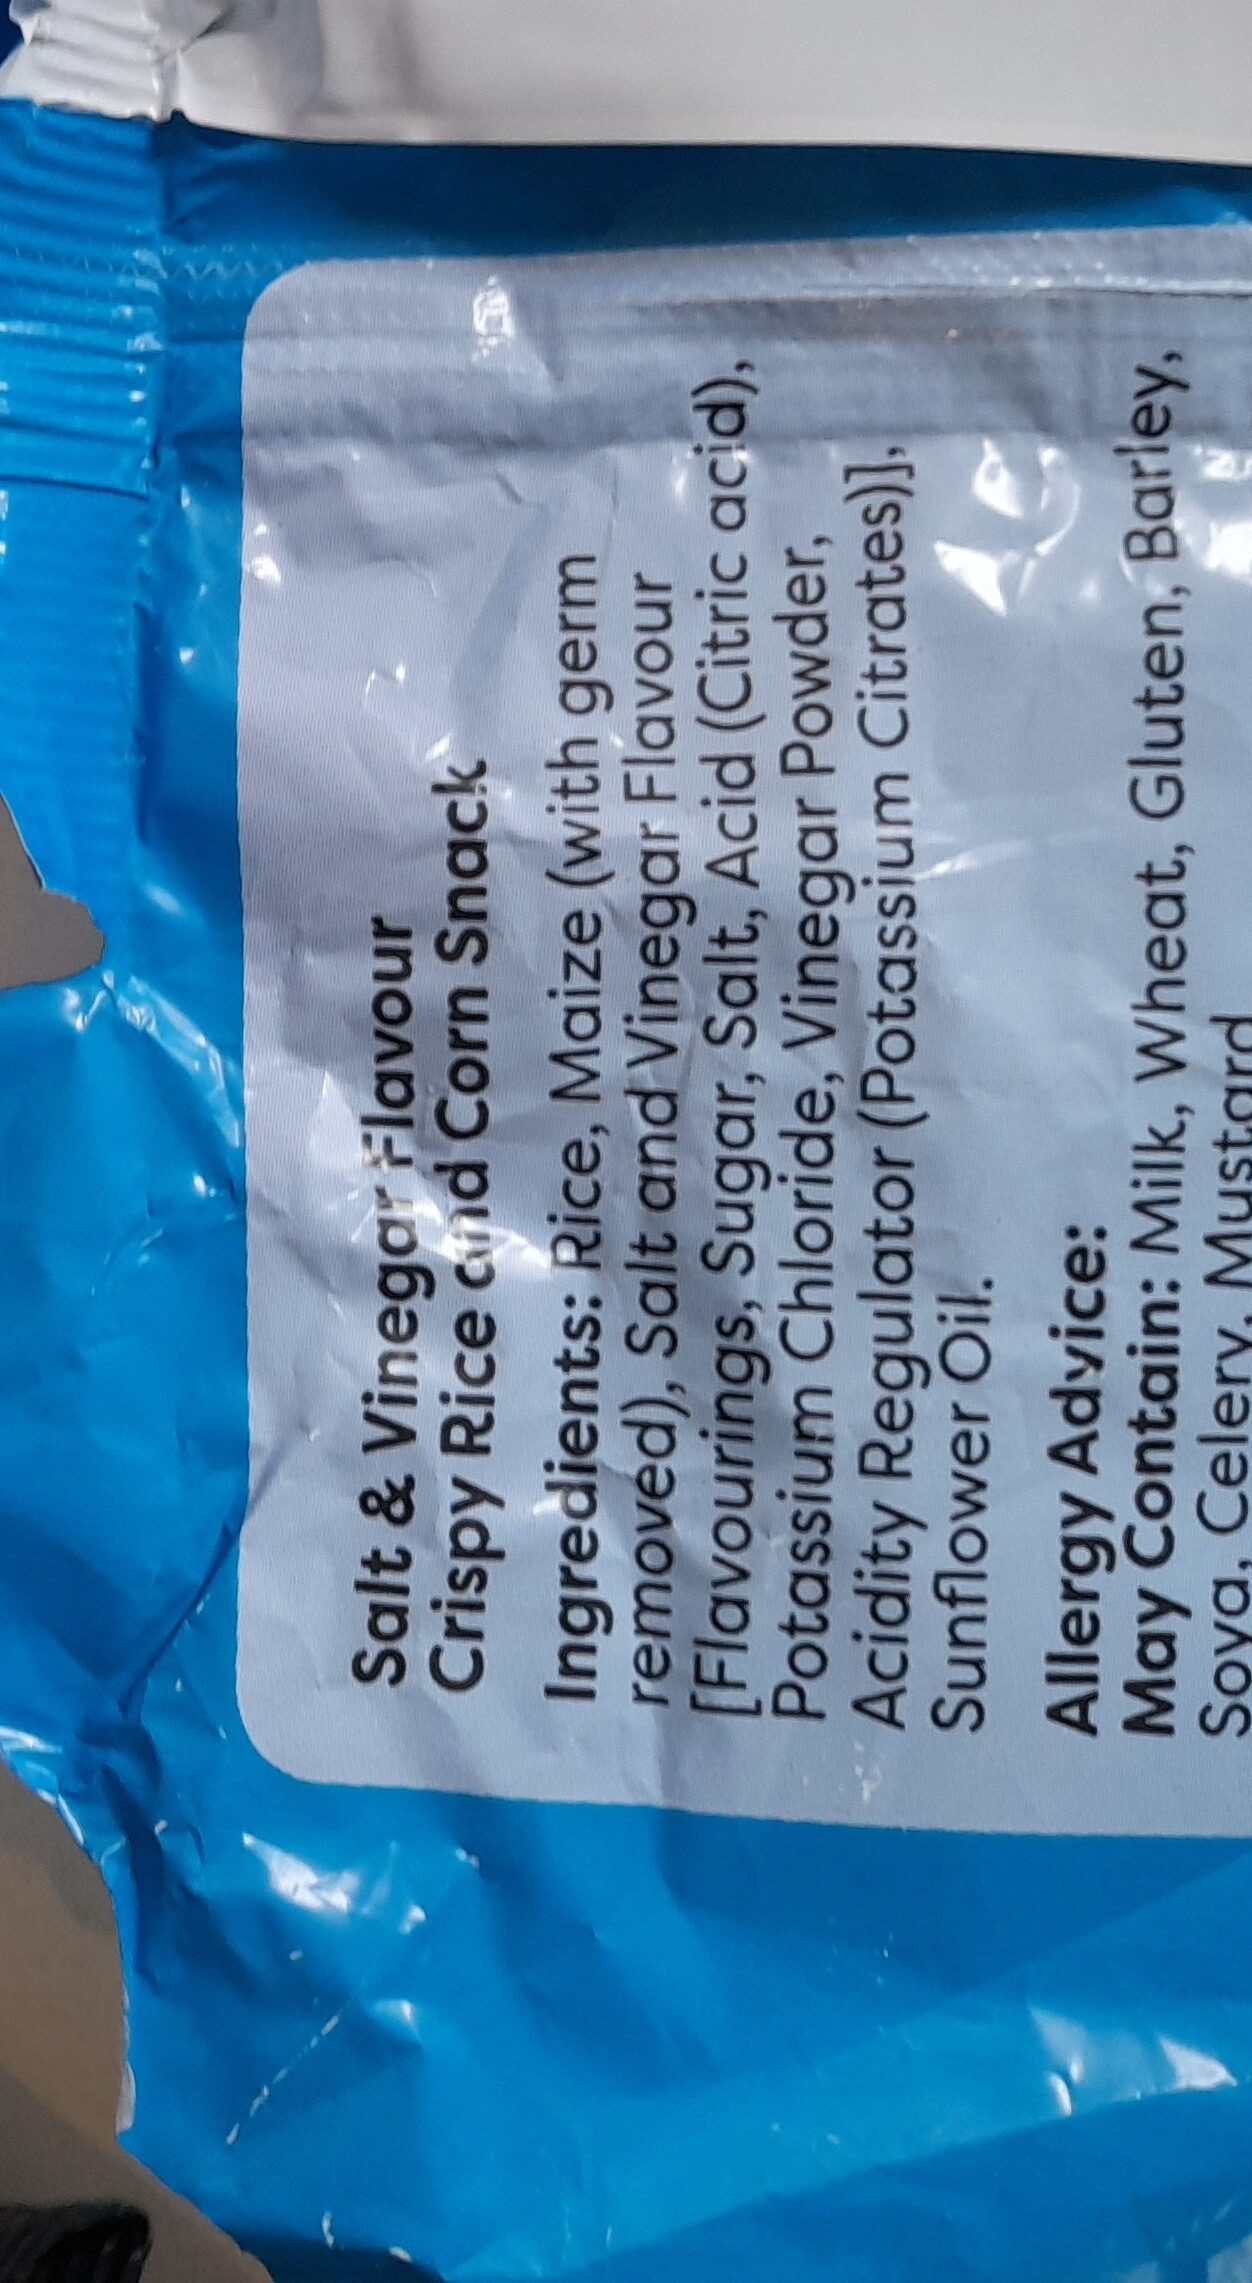 Salt & Vinegar Flavour
Crispy Rice and Corn Snack
Ingredients: Rice, Maize (with germ
removed), Salt and Vinegar Flavour
[Flavourings, Sugar, Salt, Acid (Citric acid),
Potassium Chloride, Vinegar Powder,
Acidity Regulator (Potassium Citrates)],
Sunflower Oil.
Allergy Advice:
May Contain: Milk, Wheat, Gluten, Barley,
Soya, Celery, Mustard